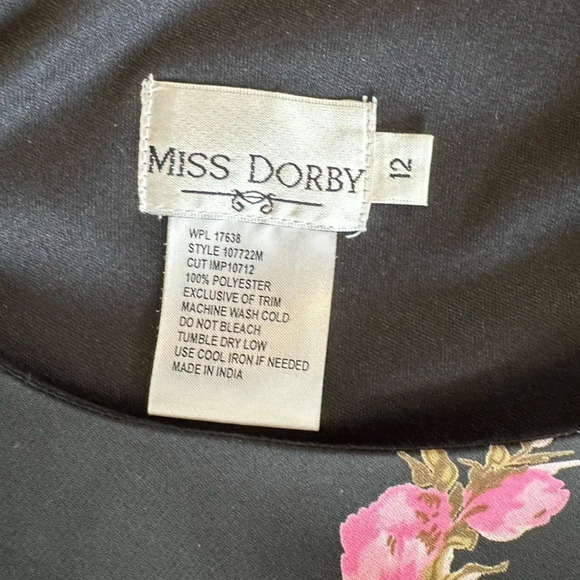 MISS DORBY
12
WPL 17638
STYLE 107722M
CUT IMP10712
100% POLYESTER
EXCLUSIVE OF TRIM
MACHINE WASH COLD
DO NOT BLEACH
TUMBLE DRY LOW
USE COOL IRON IF NEEDED
MADE IN INDIA